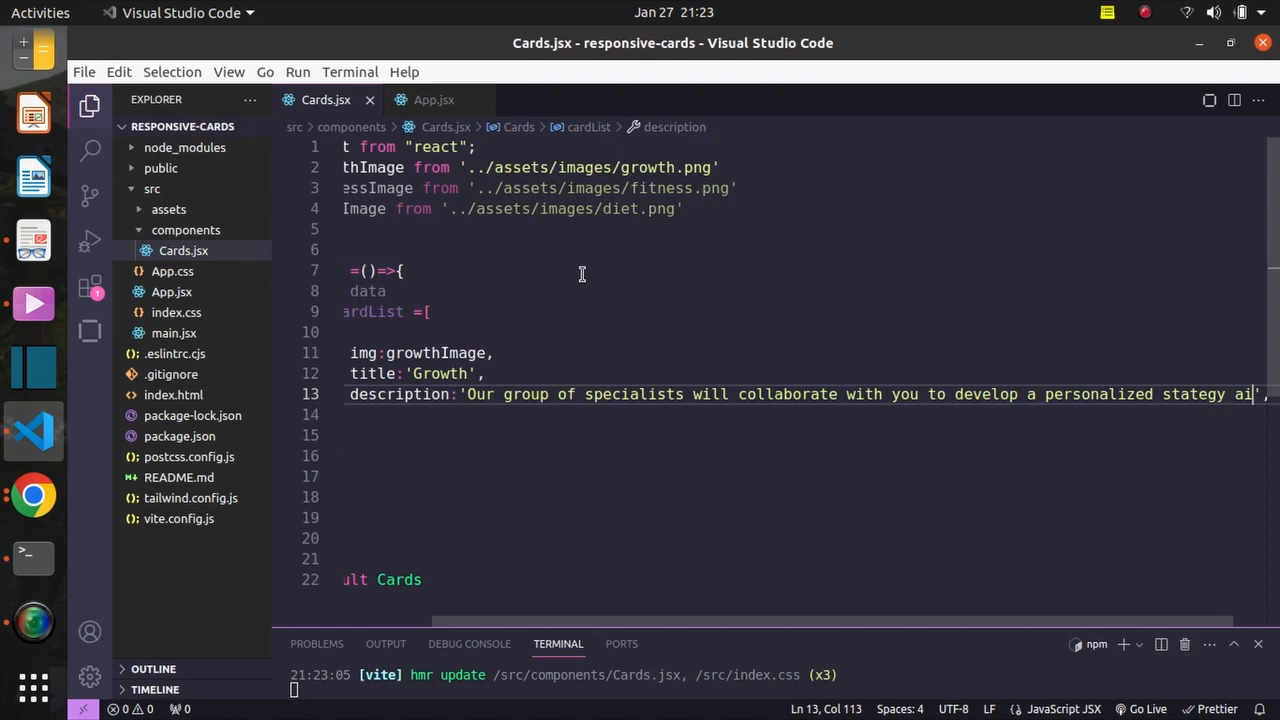 Activities
Visual Studio Code
Jan 27 21:23
Cards.jsx - responsive-cards - Visual Studio Code
File Edit Selection View Go Run Terminal Help
EXPLORER
Cards.jsx
App.jsx
RESPONSIVE-CARDS
src > components > Cards.jsx > Cards > cardList > description
node_modules
public
src
assets
components
Cards.jsx
App.css
App.jsx
index.css
main.jsx
.eslintrc.cjs
.gitignore
index.html
package-lock.json
package.json
postcss.config.js
README.md
tailwind.config.js
vite.config.js
OUTLINE
TIMELINE
1 t from "react";
2 thImage from '../assets/images/growth.png'
3 essImage from '../assets/images/fitness.png'
4 Image from '../assets/images/diet.png'
5
6
7 =()=>{
8 data
9 ardList =[
10
11 img:growthImage,
12 title:'Growth',
13 description:'Our group of specialists will collaborate with you to develop a personalized stategy ai',
14
15
16
17
18
19
20
21
22 ult Cards
PROBLEMS OUTPUT DEBUG CONSOLE TERMINAL PORTS
npm
21:23:05 [vite] hmr update /src/components/Cards.jsx, /src/index.css (x3)
0 0 0
Ln 13, Col 113 Spaces: 4 UTF-8 LF JavaScript JSX Go Live Prettier
1